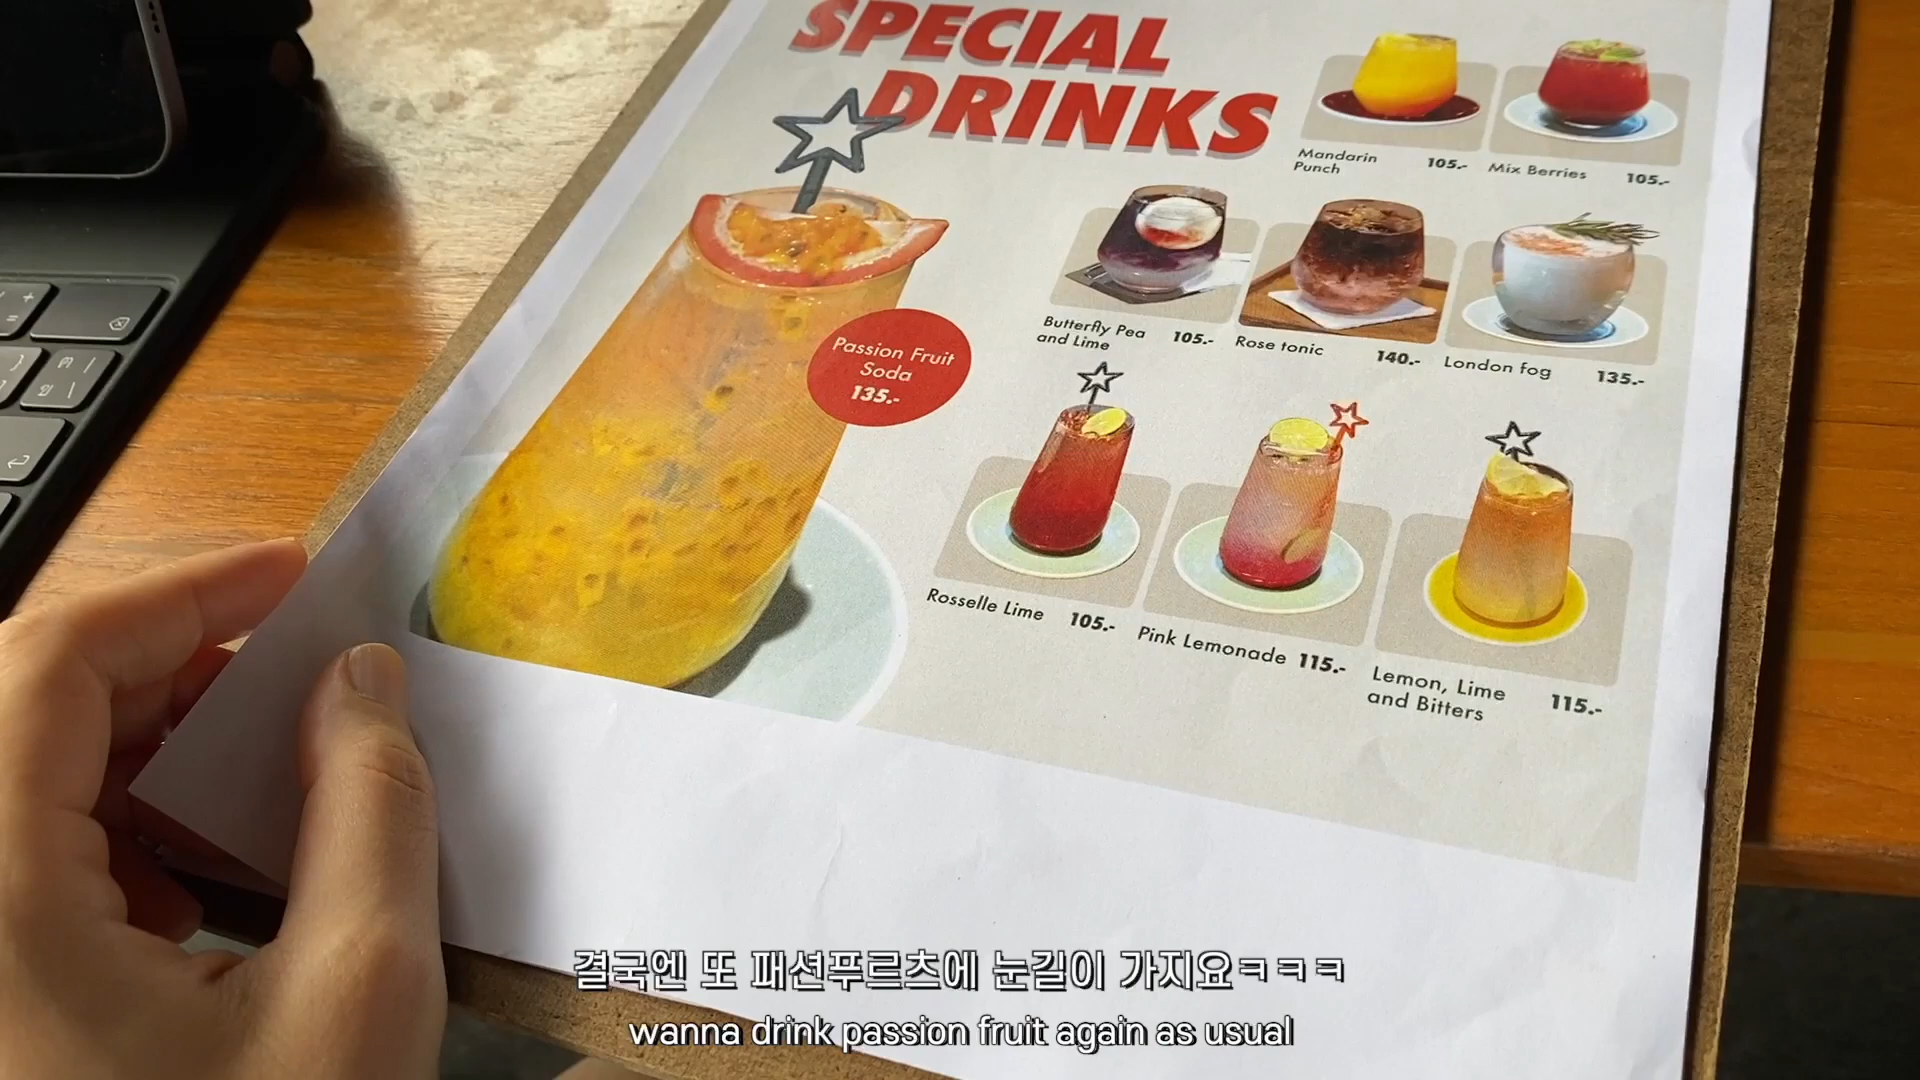 SPECIAL
DRINKS
Mandarin
Punch
105.-
Mix Berries
105.-
Butterfly Pea
and Lime
105.-
Rose tonic
140.-
London fog
135.-
Passion Fruit
Soda
135.-
Rosselle Lime
105.-
Pink Lemonade
115.-
Lemon, Lime
and Bitters
115.-
결국엔 또 패션푸르츠에 눈길이 가지요ㅋㅋㅋ
wanna drink passion fruit again as usual